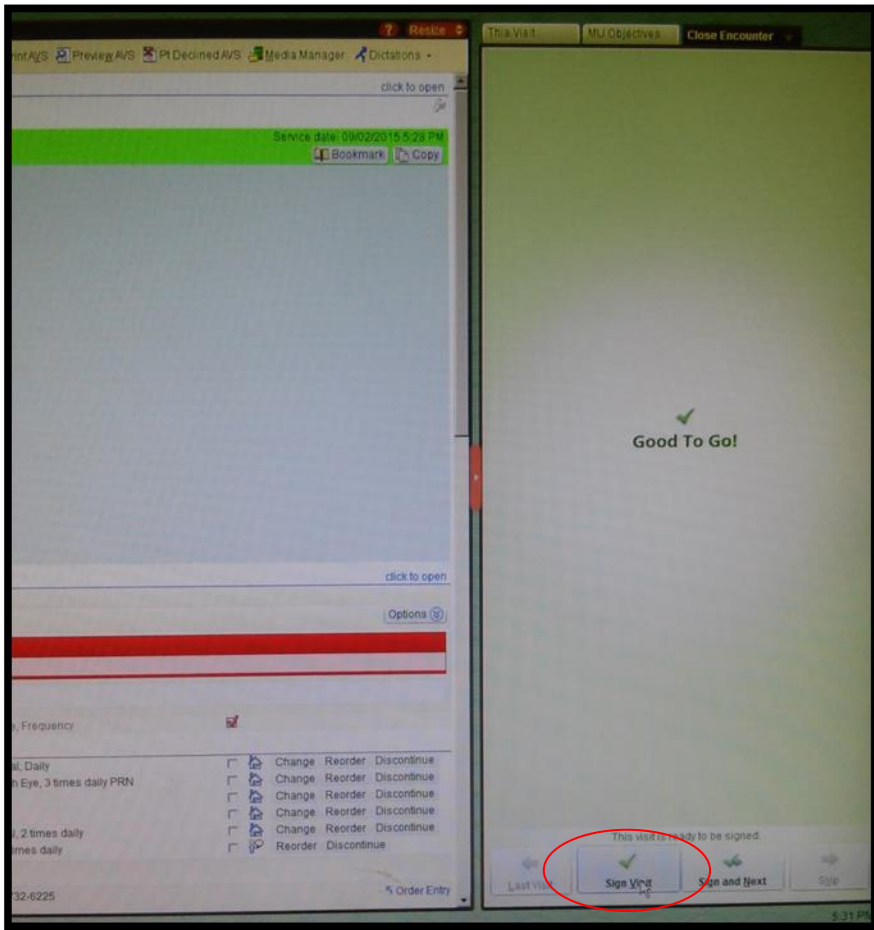 ? Resize
This Visit MU Objectives Close Encounter
int AVS Preview AVS Pt Declined AVS Media Manager Dictations
click to open
Service date: 09/02/2015 5:28 PM
Bookmark Copy
Good To Go!
click to open
Options
, Frequency
al, Daily Change Reorder Discontinue
h Eye, 3 times daily PRN Change Reorder Discontinue
Change Reorder Discontinue
Change Reorder Discontinue
l, 2 times daily Change Reorder Discontinue
imes daily Reorder Discontinue
This visit is ready to be signed.
Last Visit Sign Visit Sign and Next Skip
32-6225 Order Entry
5:31 PM